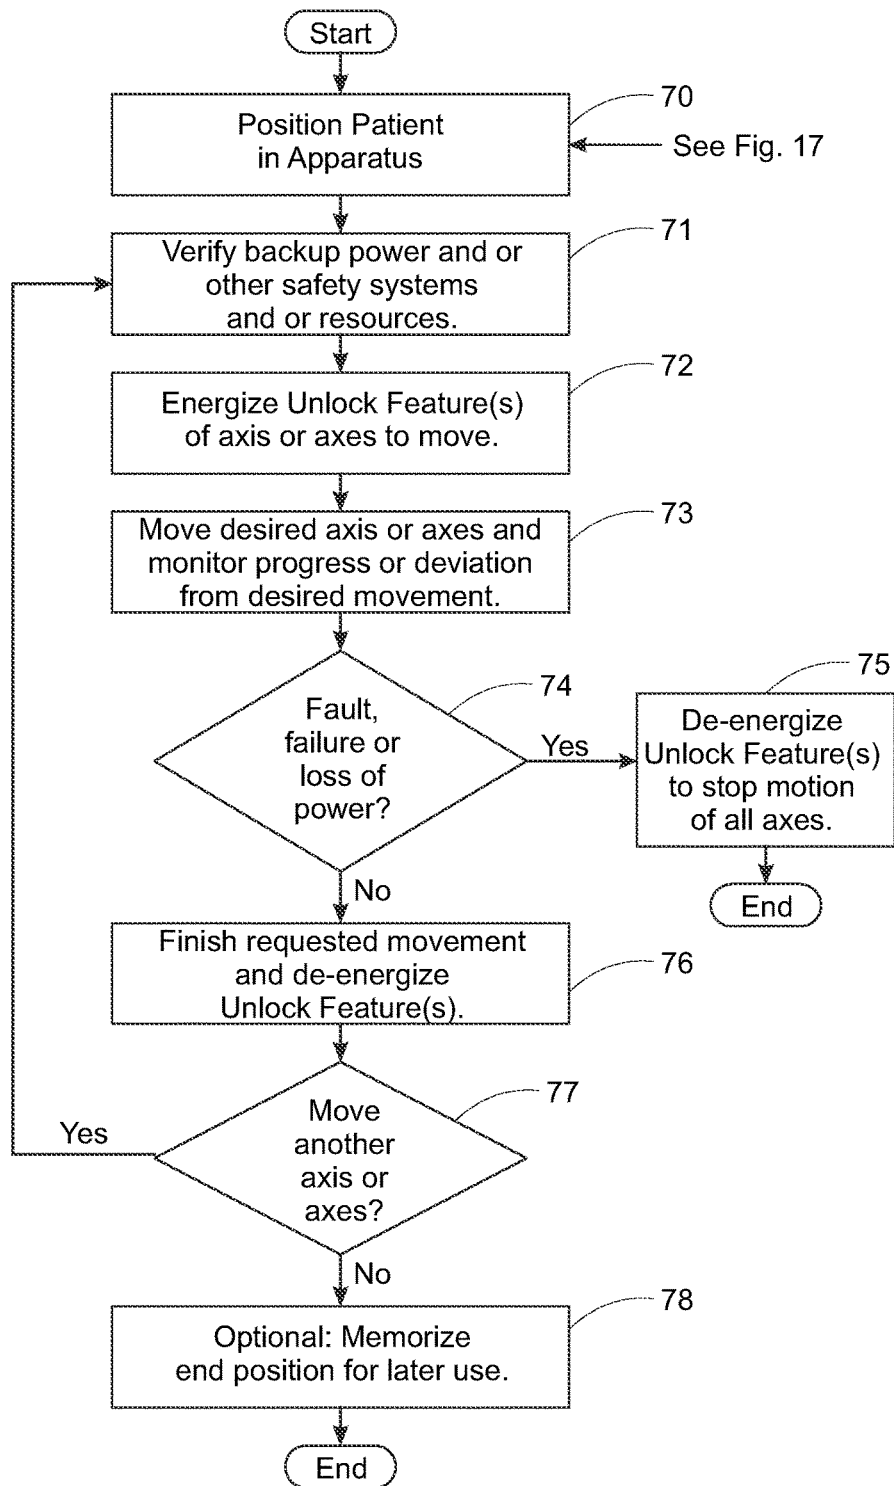 Start
70
Position Patient
in Apparatus
See Fig. 17
71
Verify backup power and or
other safety systems
and or resources.
72
Energize Unlock Feature(s)
of axis or axes to move.
73
Move desired axis or axes and
monitor progress or deviation
from desired movement.
74
Fault,
failure or
loss of
power?
Yes
75
De-energize
Unlock Feature(s)
to stop motion
of all axes.
End
No
Finish requested movement
and de-energize
Unlock Feature(s).
76
77
Move
another
axis or
axes?
Yes
No
78
Optional: Memorize
end position for later use.
End